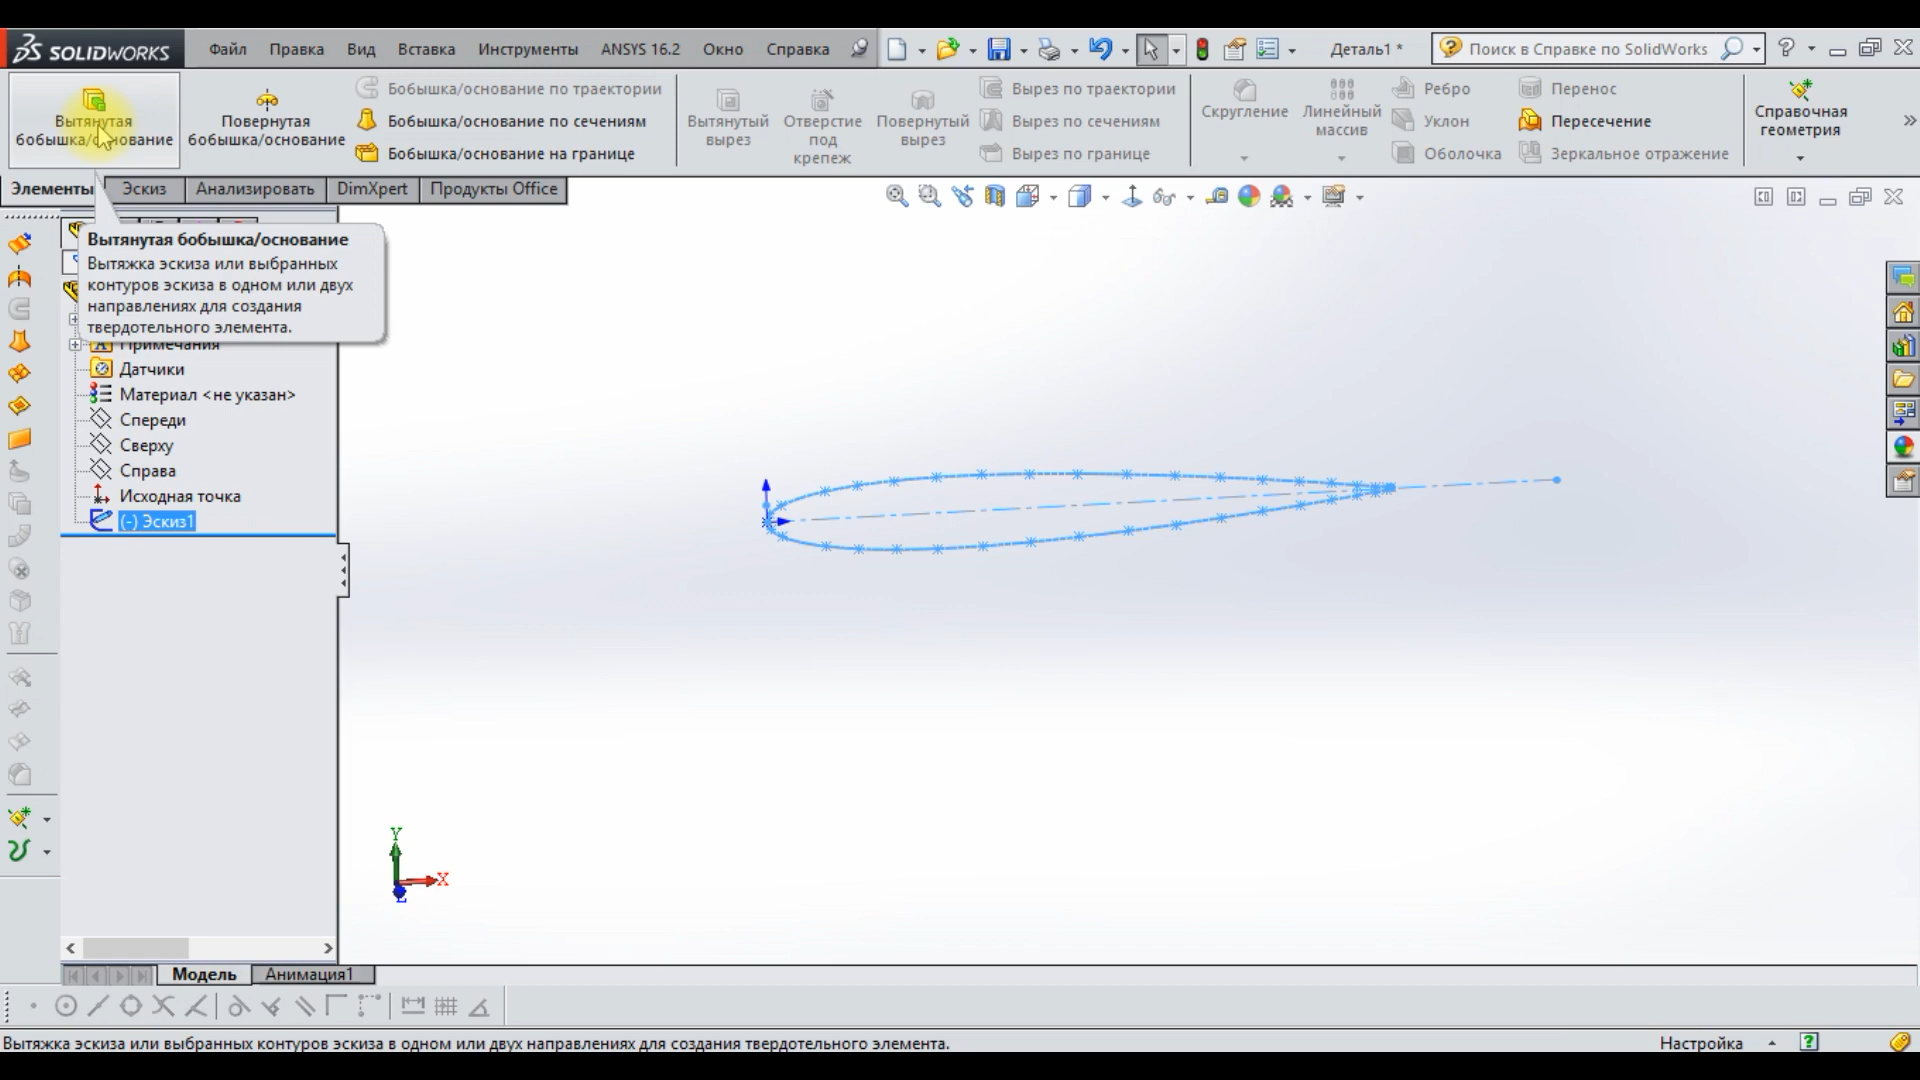 SOLIDWORKS Файл Правка Вид Вставка Инструменты ANSYS 16.2 Окно Справка Деталь1 * Поиск в Справке по SolidWorks
Вытянутая бобышка/основание
Повернутая бобышка/основание
Бобышка/основание по траектории
Бобышка/основание по сечениям
Бобышка/основание на границе
Вытянутый вырез
Отверстие под крепеж
Повернутый вырез
Вырез по траектории
Вырез по сечениям
Вырез по границе
Скругление
Линейный массив
Ребро
Уклон
Оболочка
Перенос
Пересечение
Зеркальное отражение
Справочная геометрия
Элементы Эскиз Анализировать DimXpert Продукты Office
Вытянутая бобышка/основание
Вытяжка эскиза или выбранных
контуров эскиза в одном или двух
направлениях для создания
твердотельного элемента.
Примечания
Датчики
Материал <не указан>
Спереди
Сверху
Справа
Исходная точка
(-) Эскиз1
Y
X
Z
Модель Анимация1
Вытяжка эскиза или выбранных контуров эскиза в одном или двух направлениях для создания твердотельного элемента. Настройка